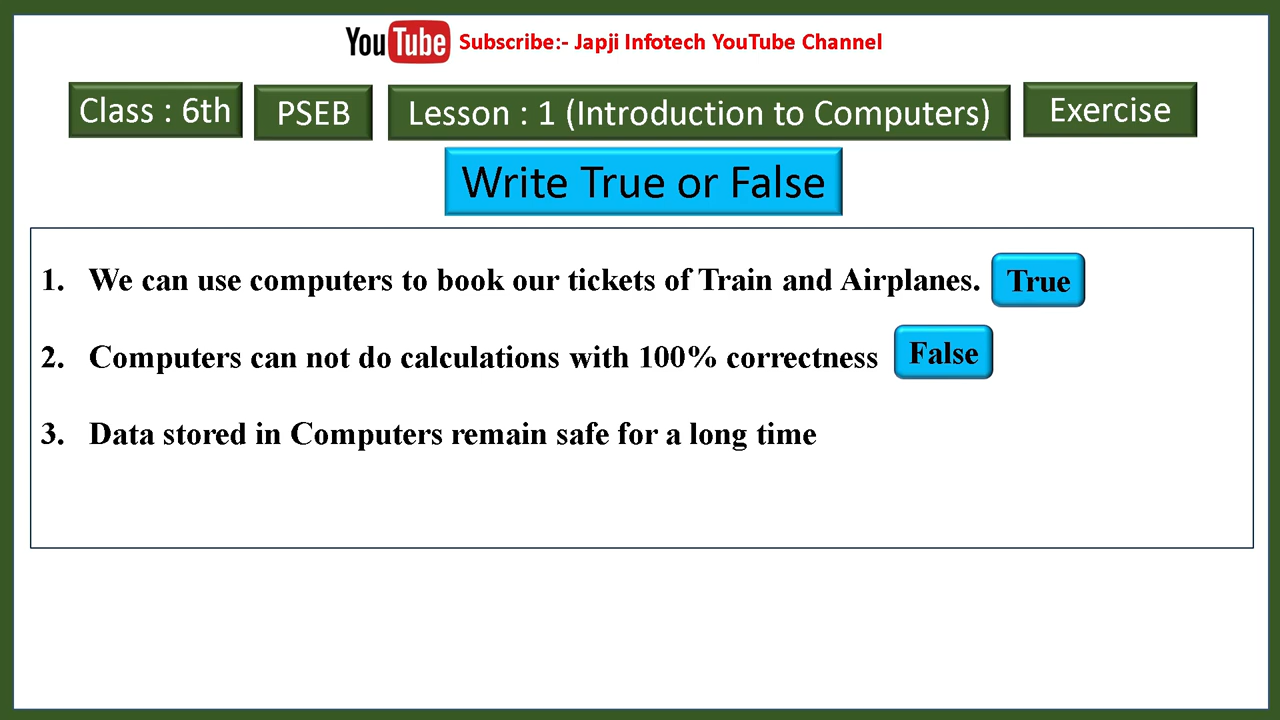 YouTube Subscribe:- Japji Infotech YouTube Channel
Class : 6th PSEB Lesson : 1 (Introduction to Computers) Exercise
Write True or False
1. We can use computers to book our tickets of Train and Airplanes. True
2. Computers can not do calculations with 100% correctness False
3. Data stored in Computers remain safe for a long time